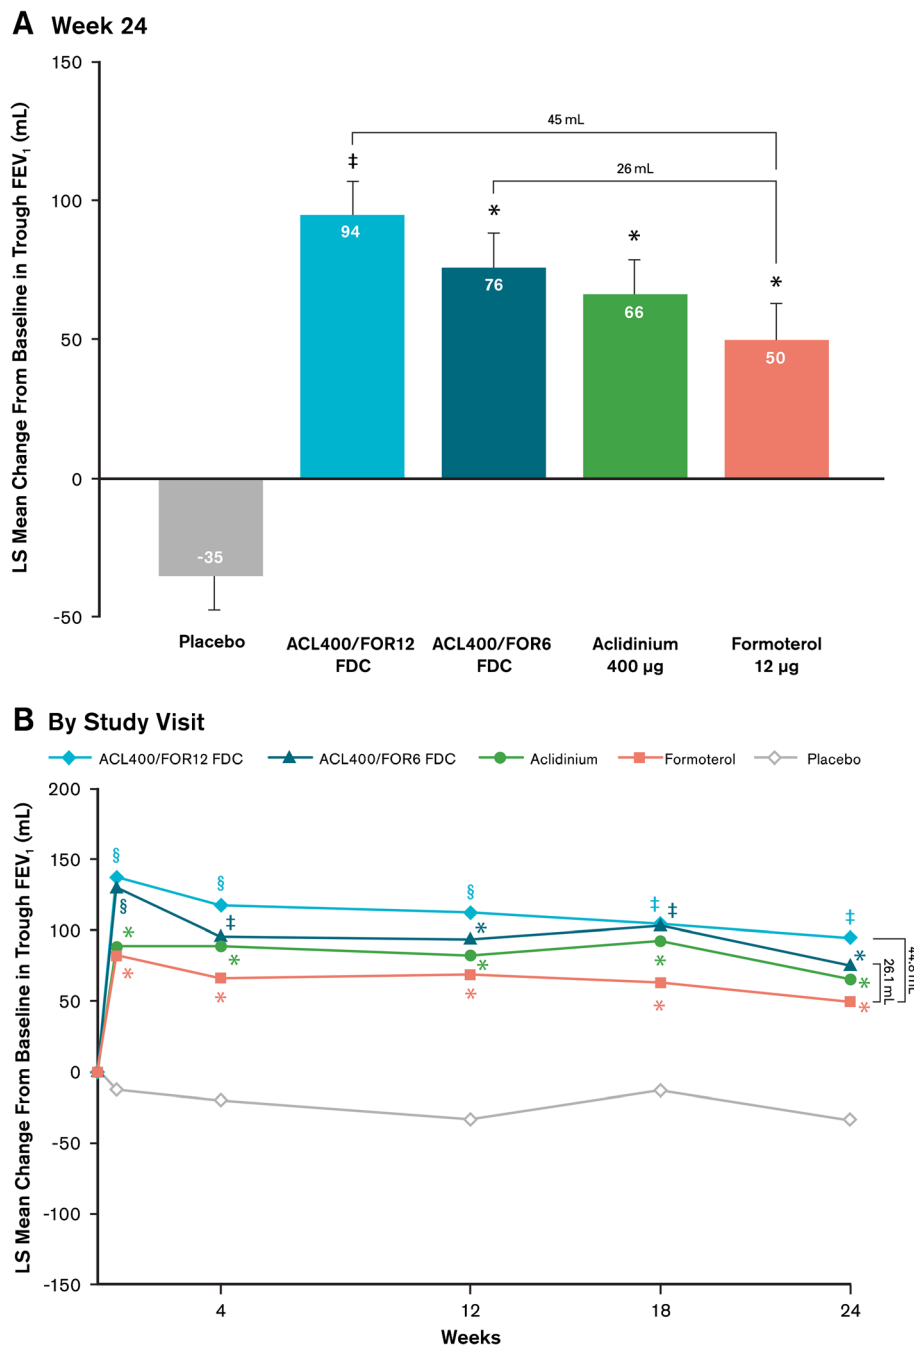 A Week 24
LS Mean Change From Baseline in Trough FEV1 (mL)
150
100
50
0
-50
45 mL
26 mL
‡
*
*
*
94
76
66
50
-35
Placebo
ACL400/FOR12
FDC
ACL400/FOR6
FDC
Aclidinium
400 µg
Formoterol
12 µg
B By Study Visit
ACL400/FOR12 FDC
ACL400/FOR6 FDC
Aclidinium
Formoterol
Placebo
LS Mean Change From Baseline in Trough FEV1 (mL)
200
150
100
50
0
-50
-100
-150
§
§
§
‡
‡
§
‡
*
‡
*
*
*
*
*
*
*
*
*
*
*
26.1 mL
44.8 mL
4
12
18
24
Weeks